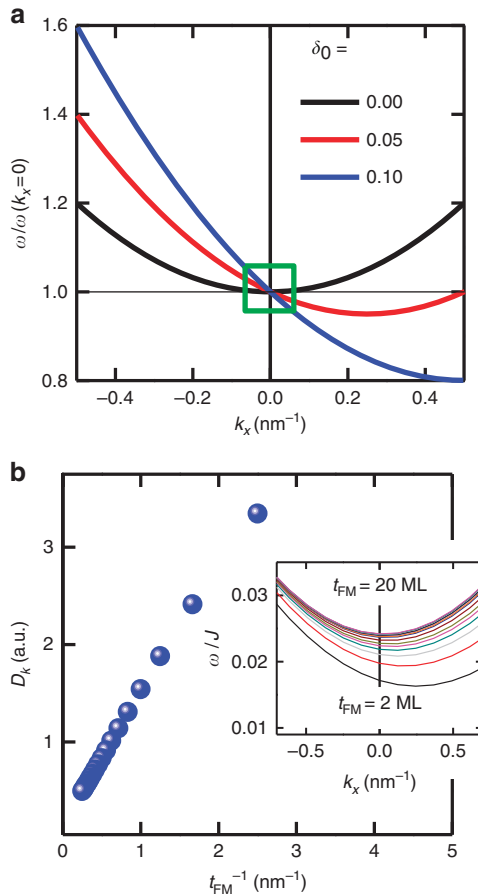 a
δ0 =
0.00
0.05
0.10
1.6
1.4
1.2
1.0
0.8
ω/ω(kx=0)
−0.4 −0.2 0.0 0.2 0.4
kx (nm−1)
b
3
2
1
Dk (a.u.)
0 1 2 3 4 5
tFM−1 (nm−1)
tFM = 20 ML
tFM = 2 ML
0.03
0.02
0.01
ω/J
−0.5 0.0 0.5
kx (nm−1)